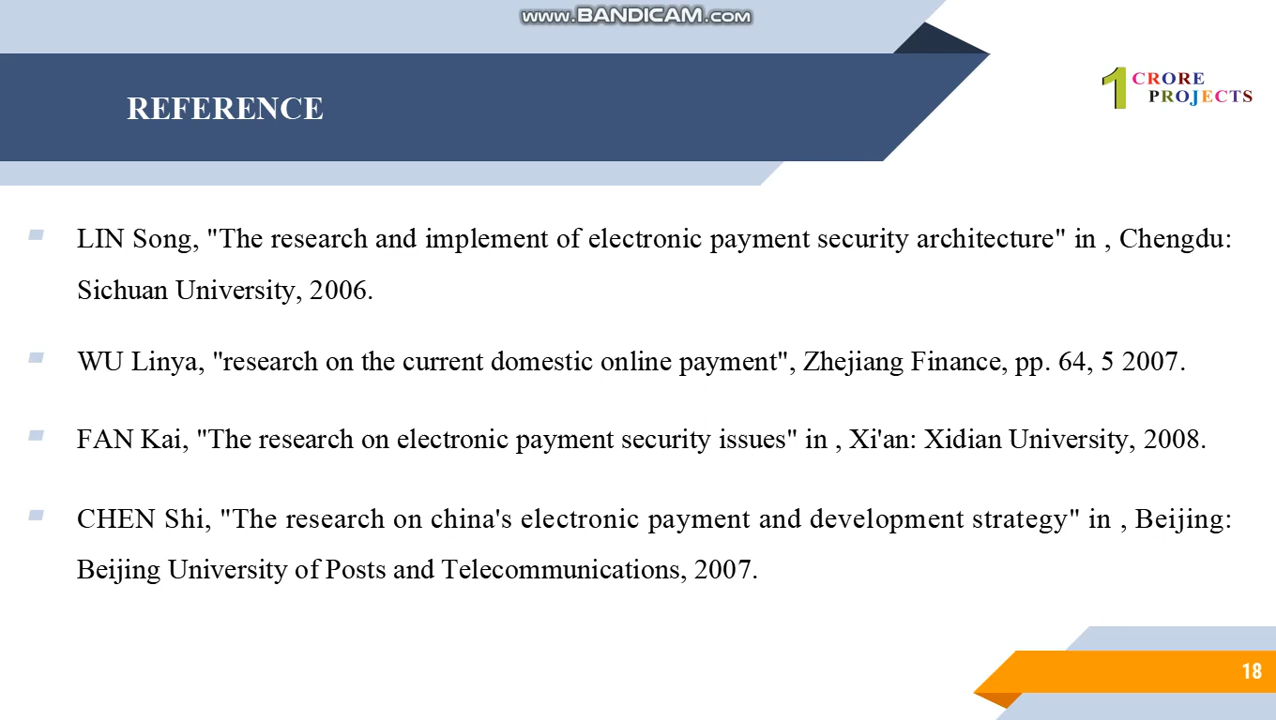 www.BANDICAM.com
REFERENCE
1 CRORE
PROJECTS
LIN Song, "The research and implement of electronic payment security architecture" in , Chengdu:
Sichuan University, 2006.
WU Linya, "research on the current domestic online payment", Zhejiang Finance, pp. 64, 5 2007.
FAN Kai, "The research on electronic payment security issues" in , Xi'an: Xidian University, 2008.
CHEN Shi, "The research on china's electronic payment and development strategy" in , Beijing:
Beijing University of Posts and Telecommunications, 2007.
18